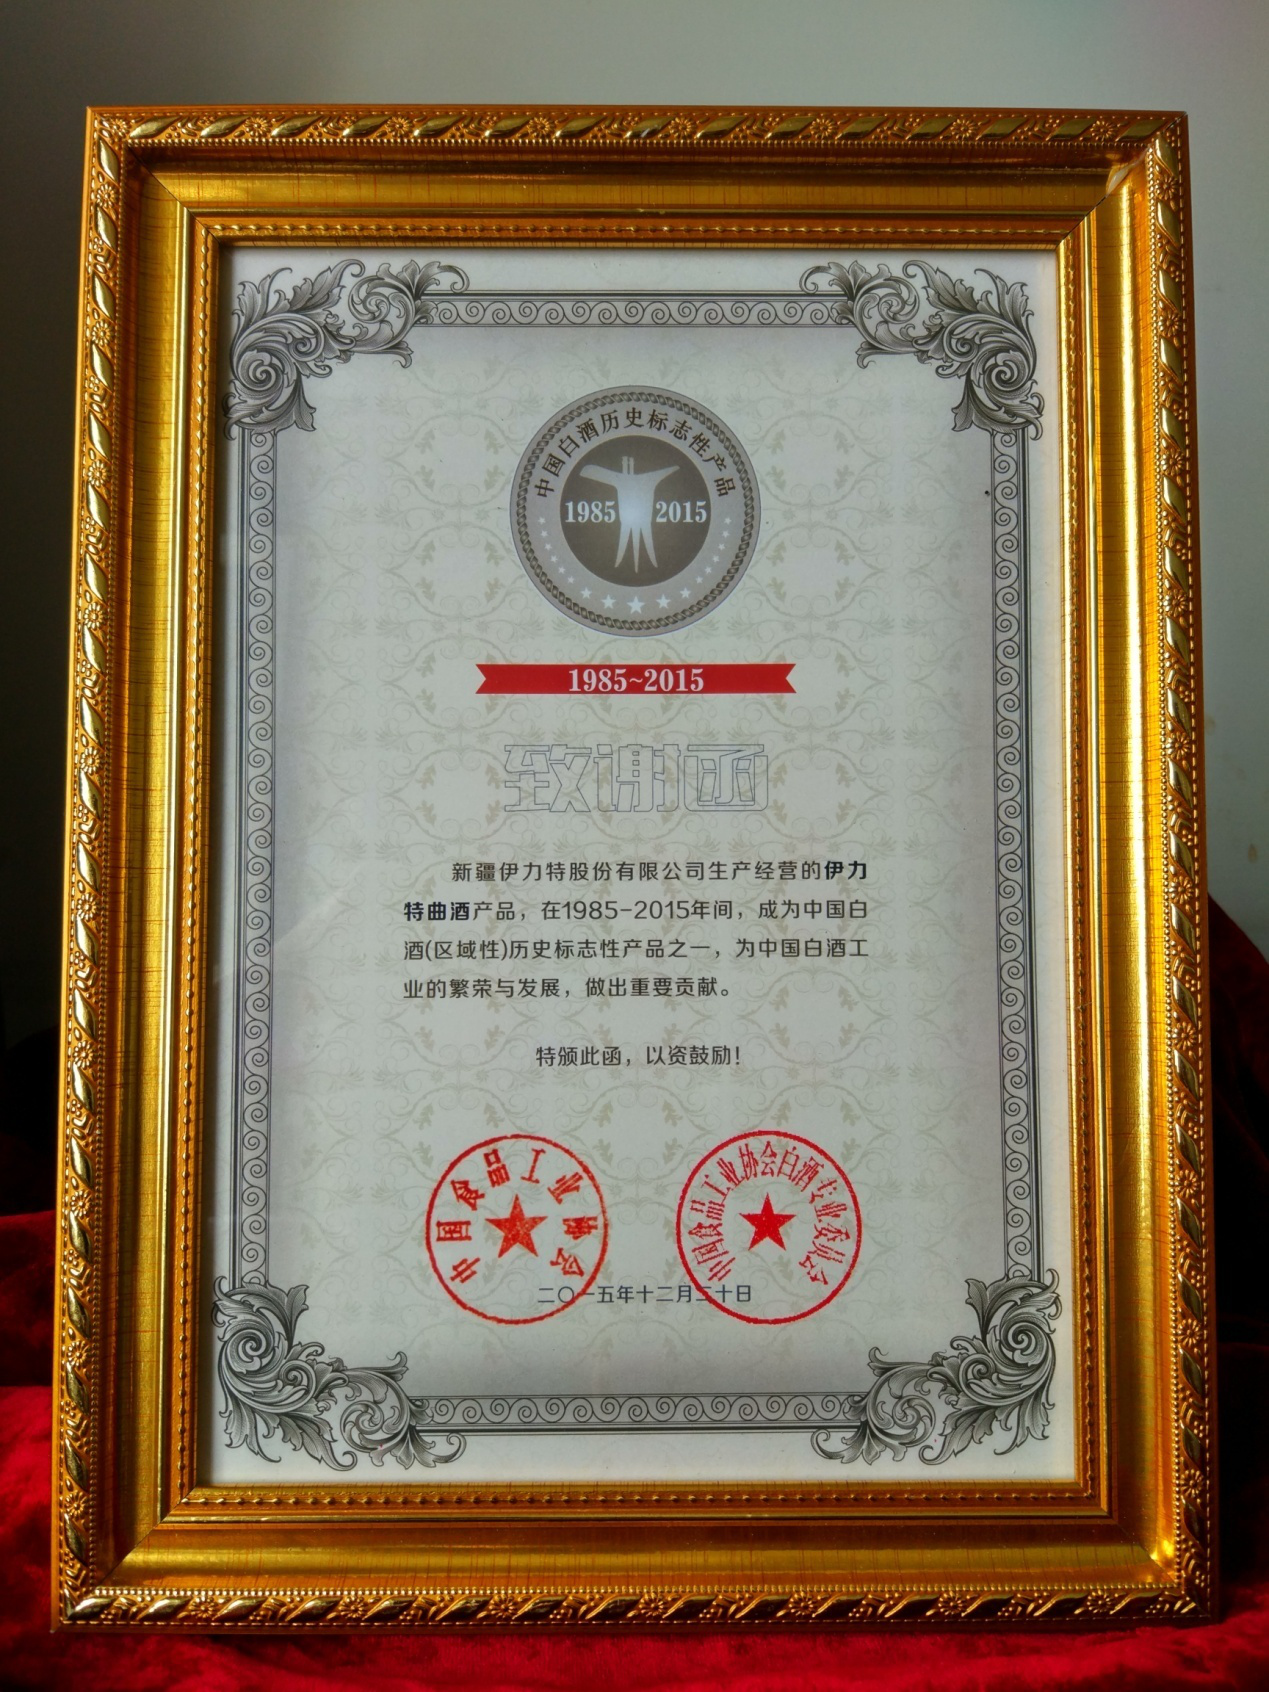 中国白酒历史标志性产品
1985 2015
1985~2015
致谢函
新疆伊力特股份有限公司生产经营的伊力
特曲酒产品，在1985-2015年间，成为中国白
酒(区域性)历史标志性产品之一，为中国白酒工
业的繁荣与发展，做出重要贡献。
特颁此函，以资鼓励！
中国食品工业协会
中国食品工业协会白酒专业委员会
二〇一五年十二月二十日